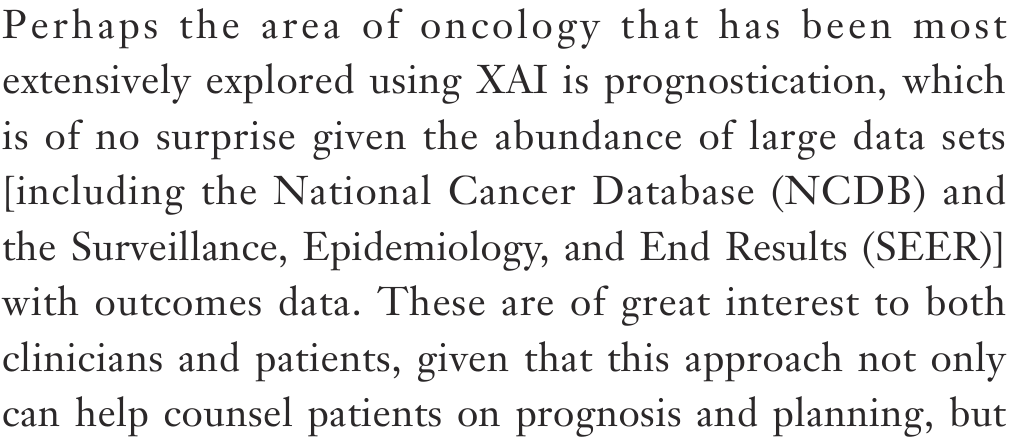 Perhaps the area of oncology that has been most
extensively explored using XAI is prognostication, which
is of no surprise given the abundance of large data sets
[including the National Cancer Database (NCDB) and
the Surveillance, Epidemiology, and End Results (SEER)]
with outcomes data. These are of great interest to both
clinicians and patients, given that this approach not only
can help counsel patients on prognosis and planning, but